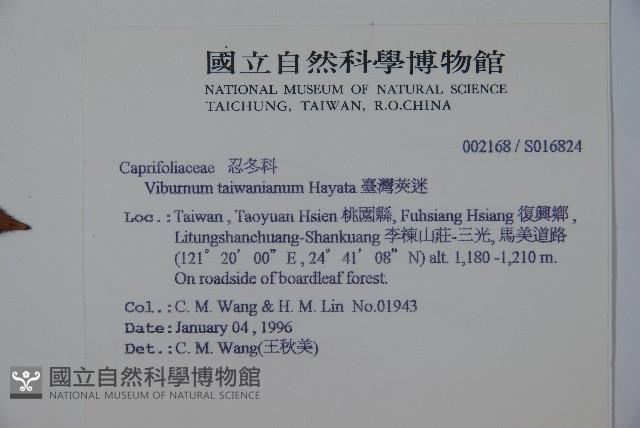 國立自然科學博物館
NATIONAL MUSEUM OF NATURAL SCIENCE
TAICHUNG, TAIWAN, R.O.CHINA
002168 / S016824
Caprifoliaceae 忍冬科
Viburnum taiwanianum Hayata 臺灣莢迷
Loc.:Taiwan , Taoyuan Hsien 桃園縣, Fuhsiang Hsiang 復興鄉 ,
Litungshanchuang-Shankuang 李棟山莊-三光, 馬美道路
(121° 20′ 00” E , 24° 41′ 08” N) alt. 1,180 -1,210 m.
On roadside of boardleaf forest.
Col.: C. M. Wang & H. M. Lin No.01943
Date:January 04 , 1996
Det.: C. M. Wang(王秋美)
國立自然科學博物館
NATIONAL MUSEUM OF NATURAL SCIENCE